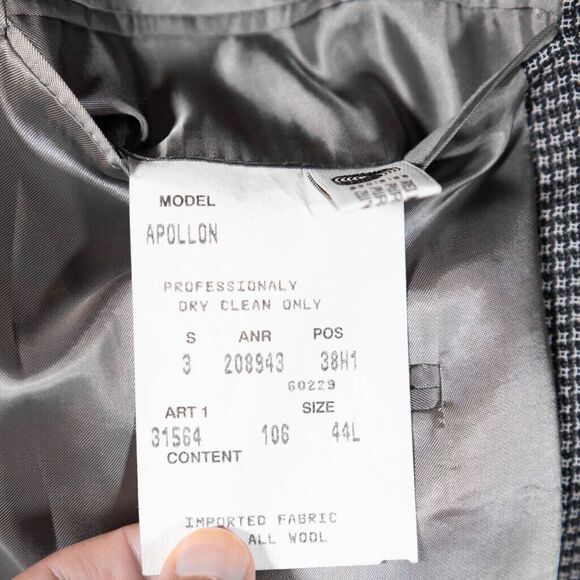 MODEL
APOLLON
PROFESSIONALY
DRY CLEAN ONLY
S ANR POS
3 208943 38H1
60229
ART 1 SIZE
31564 106 44L
CONTENT
IMPORTED FABRIC
ALL WOOL